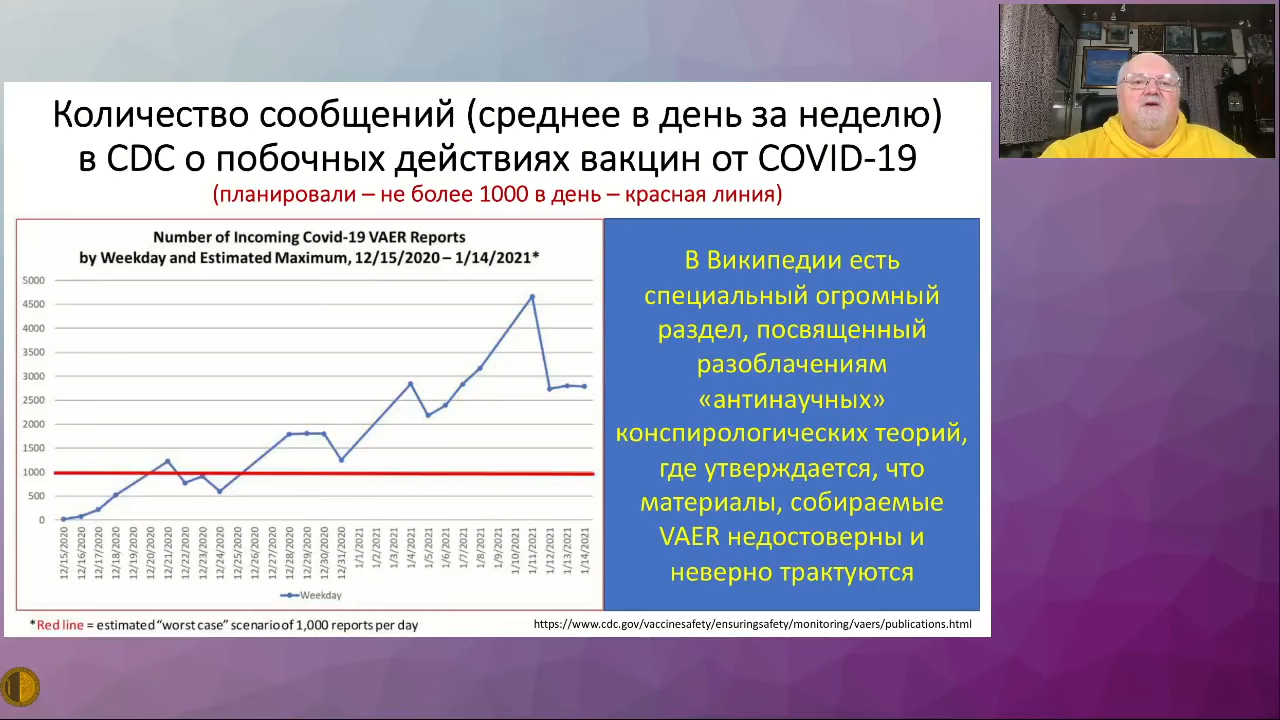 Количество сообщений (среднее в день за неделю)
в CDC о побочных действиях вакцин от COVID-19
(планировали – не более 1000 в день – красная линия)
Number of Incoming Covid-19 VAER Reports
by Weekday and Estimated Maximum, 12/15/2020 – 1/14/2021*
5000
4500
4000
3500
3000
2500
2000
1500
1000
500
0
12/15/2020
12/16/2020
12/17/2020
12/18/2020
12/19/2020
12/20/2020
12/21/2020
12/22/2020
12/23/2020
12/24/2020
12/25/2020
12/26/2020
12/27/2020
12/28/2020
12/29/2020
12/30/2020
12/31/2020
1/1/2021
1/2/2021
1/3/2021
1/4/2021
1/5/2021
1/6/2021
1/7/2021
1/8/2021
1/9/2021
1/10/2021
1/11/2021
1/12/2021
1/13/2021
1/14/2021
Weekday
*Red line = estimated "worst case" scenario of 1,000 reports per day
В Википедии есть
специальный огромный
раздел, посвященный
разоблачениям
«антинаучных»
конспирологических теорий,
где утверждается, что
материалы, собираемые
VAER недостоверны и
неверно трактуются
https://www.cdc.gov/vaccinesafety/ensuringsafety/monitoring/vaers/publications.html